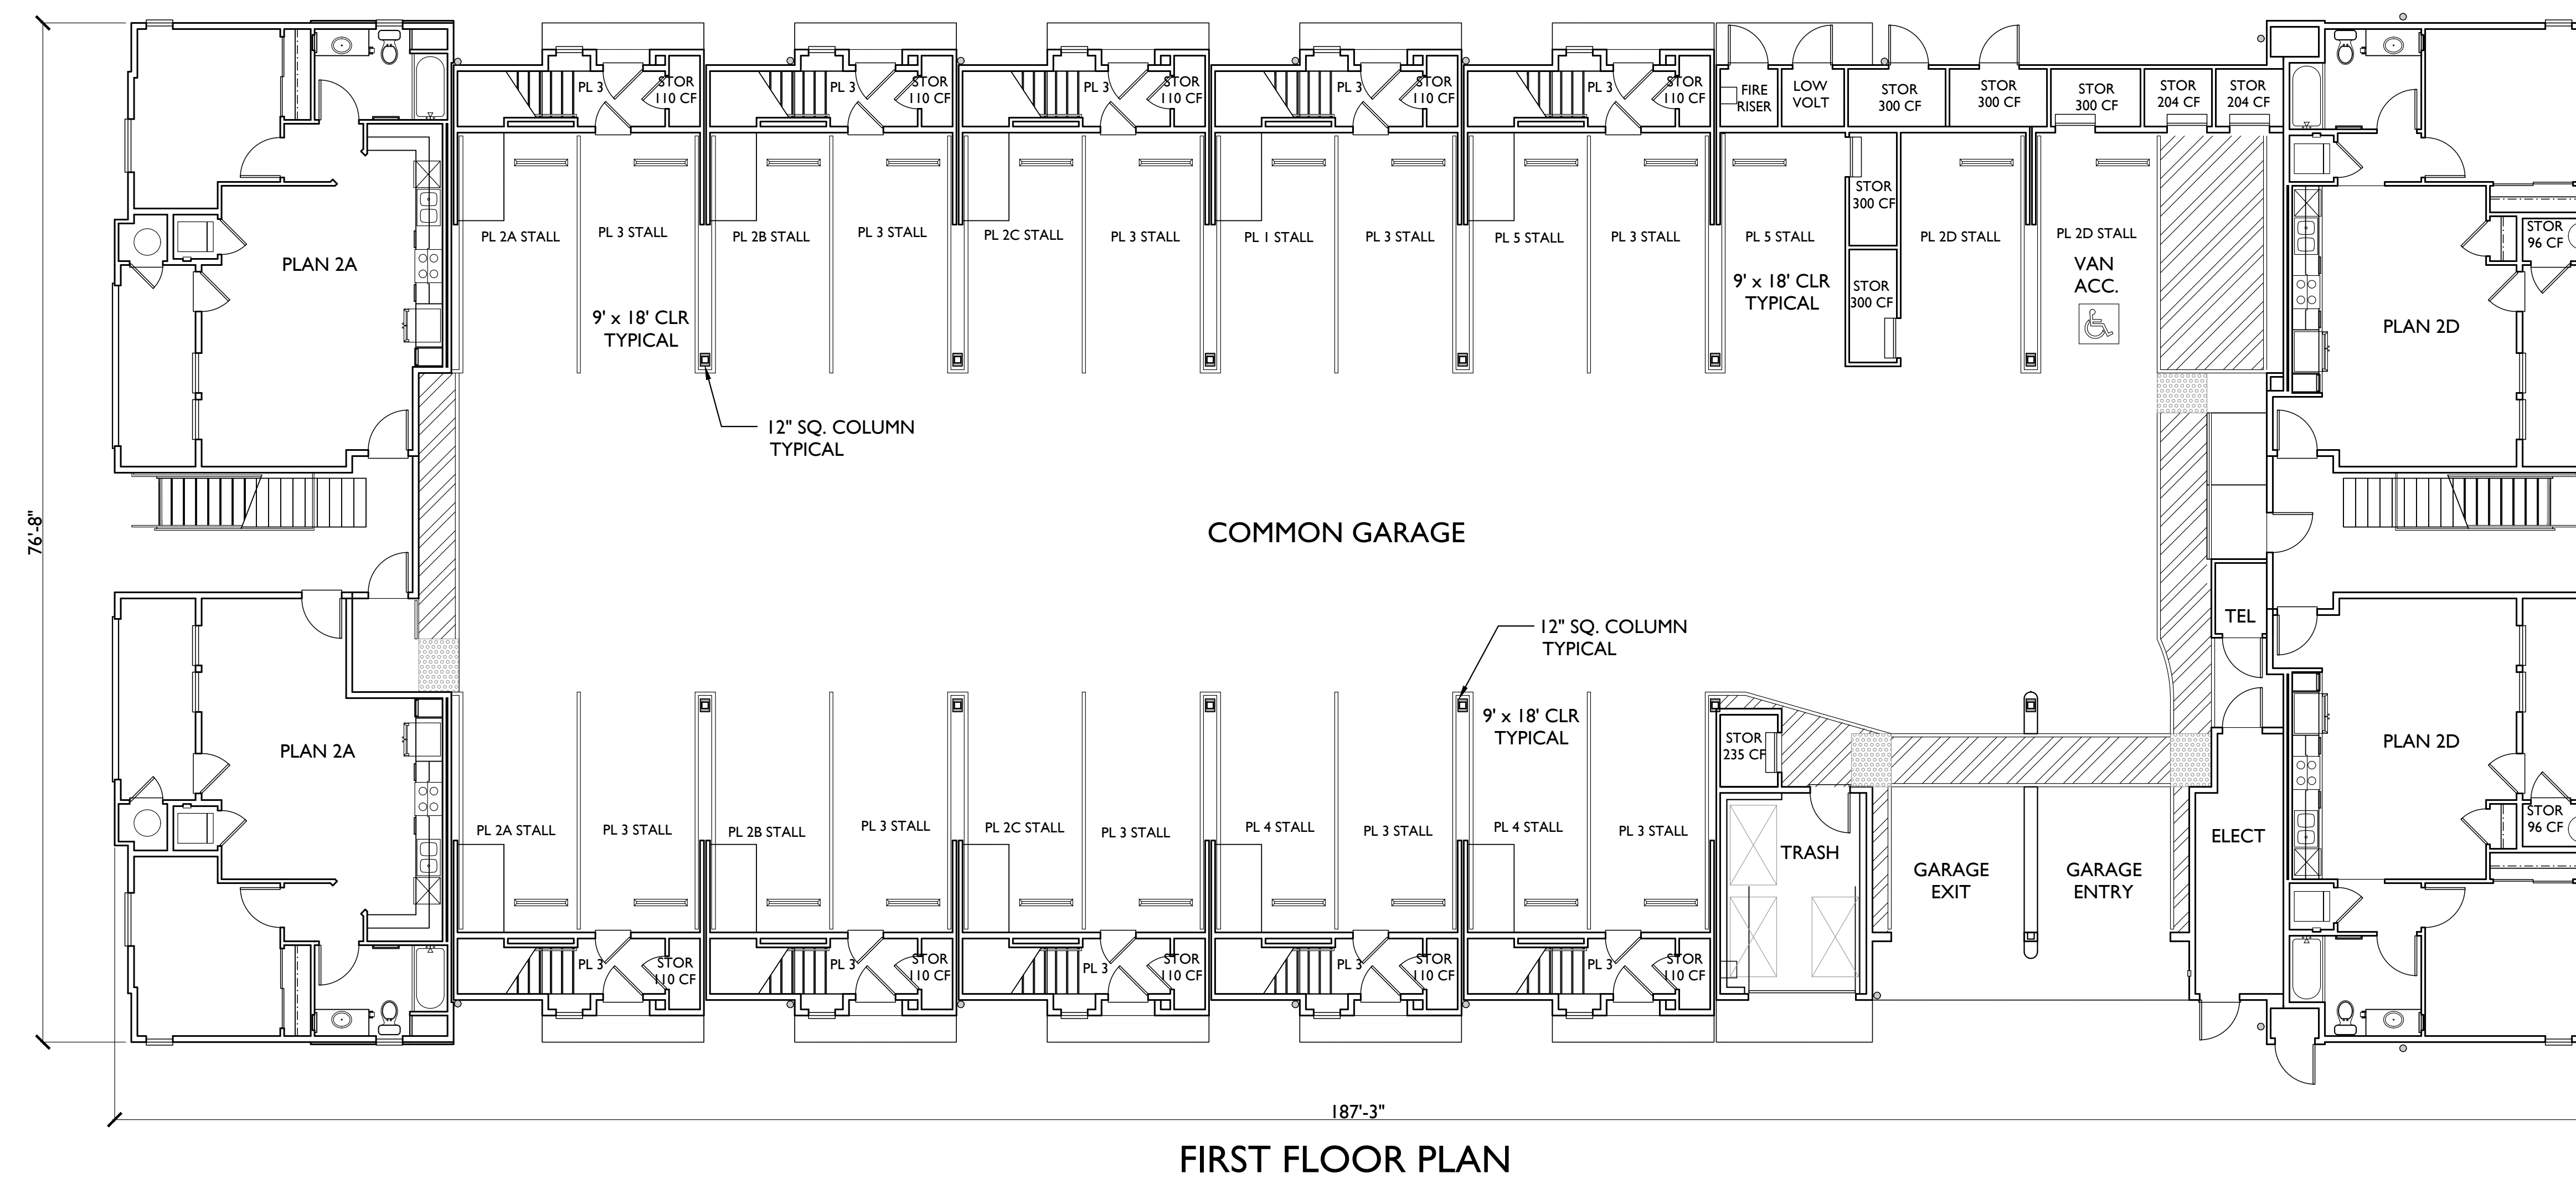 PL 3
STOR
110 CF
PL 3
STOR
110 CF
PL 3
STOR
110 CF
PL 3
STOR
110 CF
PL 3
STOR
110 CF
FIRE
RISER
LOW
VOLT
STOR
300 CF
STOR
300 CF
STOR
300 CF
STOR
204 CF
STOR
204 CF
PL 2A STALL
PL 3 STALL
PL 2B STALL
PL 3 STALL
PL 2C STALL
PL 3 STALL
PL 1 STALL
PL 3 STALL
PL 5 STALL
PL 3 STALL
PL 5 STALL
STOR
300 CF
PL 2D STALL
PL 2D STALL
VAN
ACC.
STOR
96 CF
PLAN 2A
9' x 18' CLR
TYPICAL
9' x 18' CLR
TYPICAL
STOR
300 CF
PLAN 2D
12" SQ. COLUMN
TYPICAL
76'-8"
COMMON GARAGE
12" SQ. COLUMN
TYPICAL
TEL
PLAN 2A
9' x 18' CLR
TYPICAL
STOR
235 CF
PLAN 2D
PL 2A STALL
PL 3 STALL
PL 2B STALL
PL 3 STALL
PL 2C STALL
PL 3 STALL
PL 4 STALL
PL 3 STALL
PL 4 STALL
PL 3 STALL
TRASH
GARAGE
EXIT
GARAGE
ENTRY
ELECT
STOR
96 CF
PL 3
STOR
110 CF
PL 3
STOR
110 CF
PL 3
STOR
110 CF
PL 3
STOR
110 CF
PL 3
STOR
110 CF
187'-3"
FIRST FLOOR PLAN